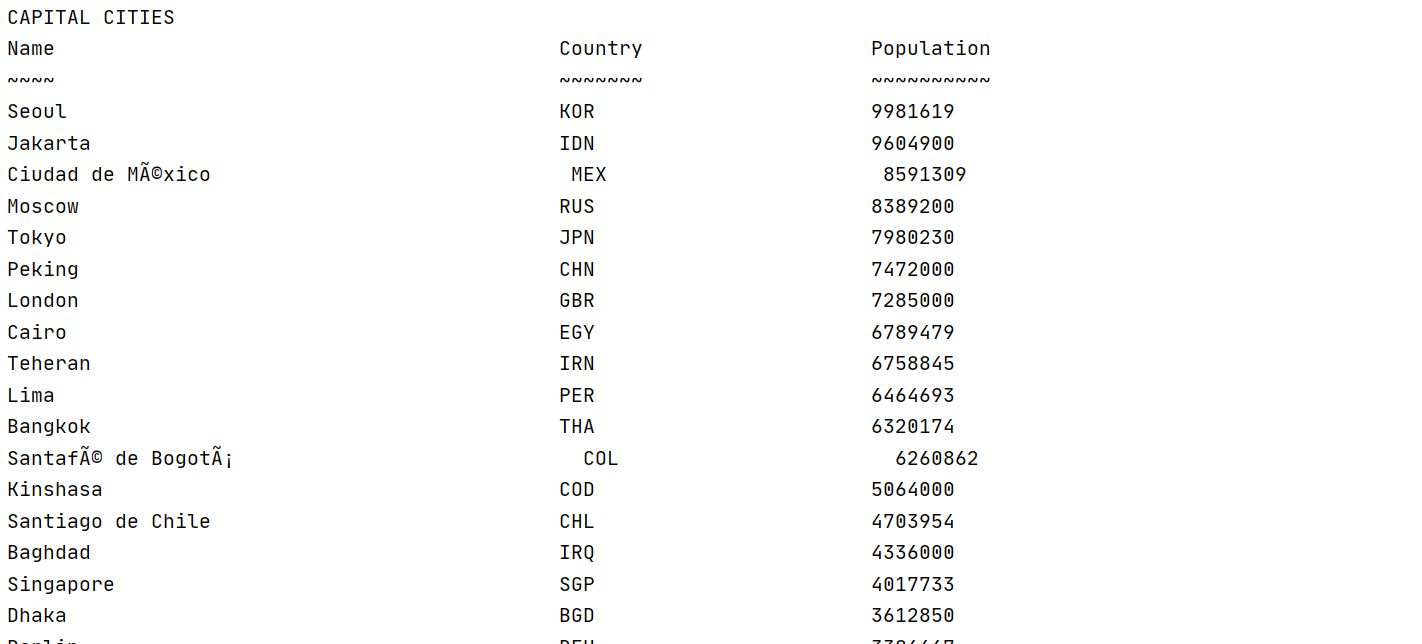 CAPITAL CITIES
Name Country Population
~~~~ ~~~~~~~ ~~~~~~~~~~
Seoul KOR 9981619
Jakarta IDN 9604900
Ciudad de MÃ©xico MEX 8591309
Moscow RUS 8389200
Tokyo JPN 7980230
Peking CHN 7472000
London GBR 7285000
Cairo EGY 6789479
Teheran IRN 6758845
Lima PER 6464693
Bangkok THA 6320174
SantafÃ© de BogotÃ¡ COL 6260862
Kinshasa COD 5064000
Santiago de Chile CHL 4703954
Baghdad IRQ 4336000
Singapore SGP 4017733
Dhaka BGD 3612850